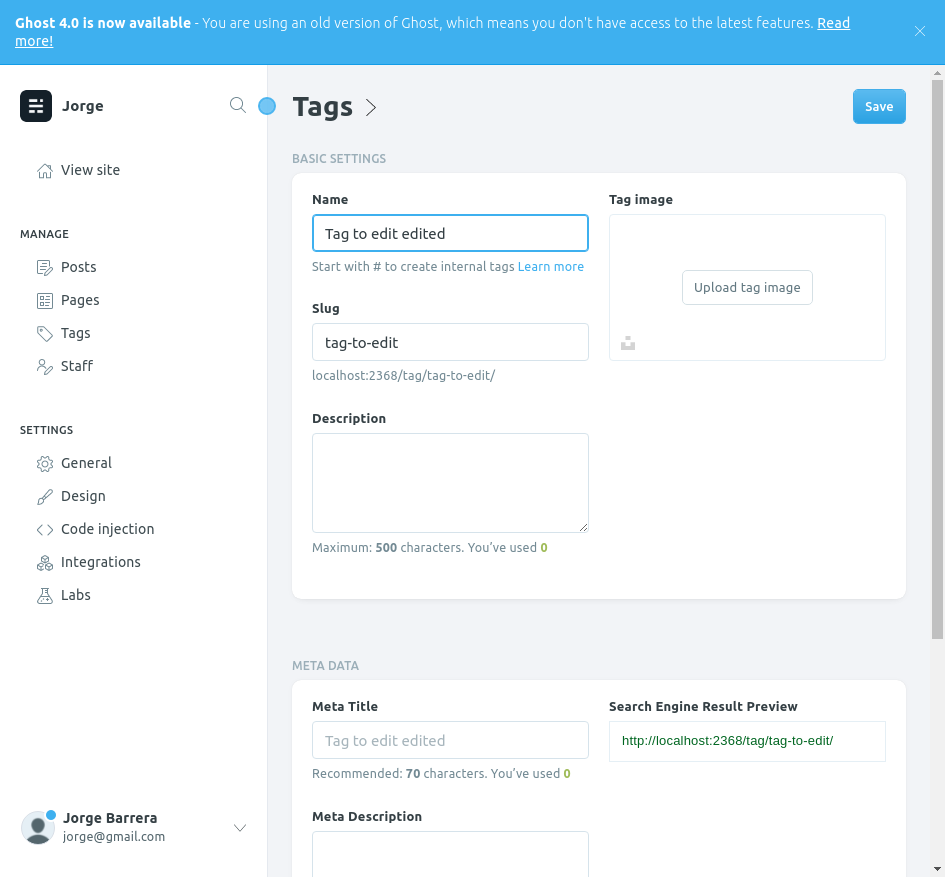 Ghost 4.0 is now available - You are using an old version of Ghost, which means you don't have access to the latest features. Read
more!
Jorge
Tags
Save
View site
MANAGE
Posts
Pages
Tags
Staff
SETTINGS
General
Design
Code injection
Integrations
Labs
Jorge Barrera
jorge@gmail.com
BASIC SETTINGS
Name
Tag to edit edited
Start with # to create internal tags Learn more
Slug
tag-to-edit
localhost:2368/tag/tag-to-edit/
Description
Maximum: 500 characters. You’ve used 0
Tag image
Upload tag image
META DATA
Meta Title
Tag to edit edited
Recommended: 70 characters. You’ve used 0
Meta Description
Search Engine Result Preview
http://localhost:2368/tag/tag-to-edit/